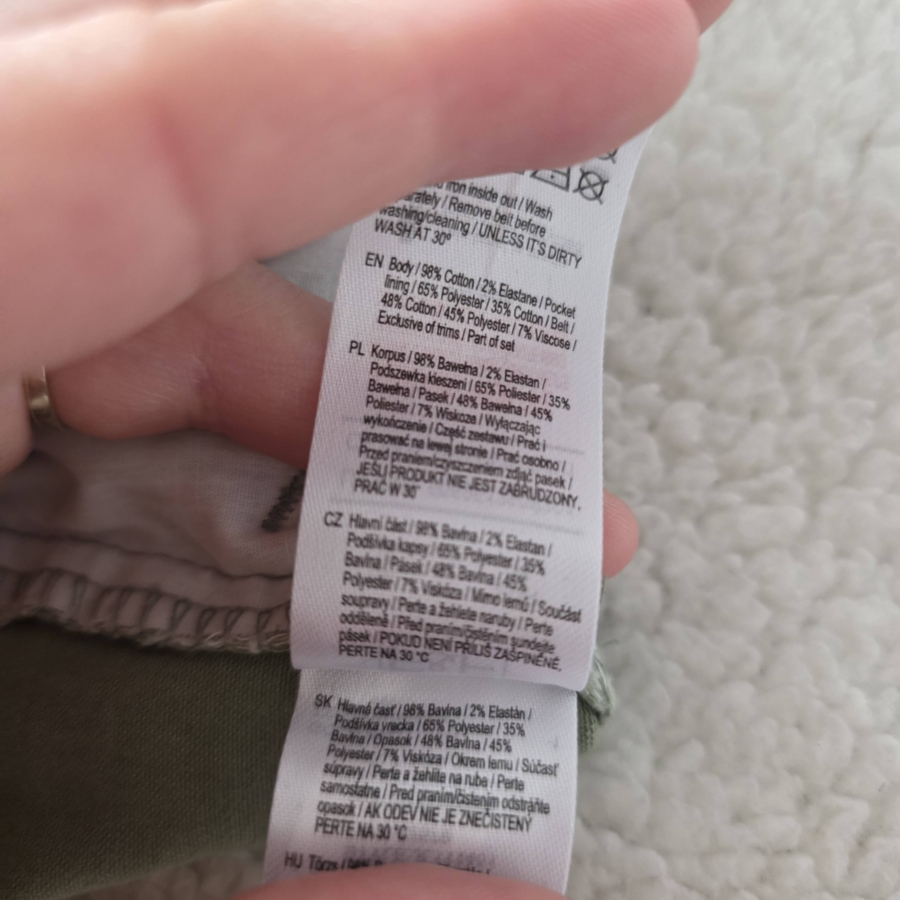 iron inside out / Wash
/ Remove belt before
washing/cleaning / UNLESS IT'S DIRTY
WASH AT 30°
EN Body / 98% Cotton / 2% Elastane / Pocket
lining / 65% Polyester / 35% Cotton / Belt /
48% Cotton / 45% Polyester / 7% Viscose /
Exclusive of trims / Part of set
PL Korpus / 98% Bawełna / 2% Elastan /
Podszewka kieszeni / 65% Poliester / 35%
Bawełna / Pasek / 48% Bawełna / 45%
Poliester / 7% Wiskoza / Wyłączając
wykończenie / Część zestawu / Prać i
prasować na lewej stronie / Prać osobno /
Przed praniem/czyszczeniem zdjąć pasek /
JEŚLI PRODUKT NIE JEST ZABRUDZONY,
PRAĆ W 30°
CZ Hlavní část / 98% Bavlna / 2% Elastan /
Podšívka kapsy / 65% Polyester / 35%
Bavlna / Pásek / 48% Bavlna / 45%
Polyester / 7% Viskóza / Mimo lemů / Součást
soupravy / Perte a žehlete naruby / Perte
odděleně / Před praním/čistěním sundejte
pásek / POKUD NENÍ PŘÍLIŠ ZAŠPINĚNÉ,
PERTE NA 30 °C
SK Hlavná časť / 98% Bavlna / 2% Elastán /
Podšívka vrecka / 65% Polyester / 35%
Bavlna / Opasok / 48% Bavlna / 45%
Polyester / 7% Viskóza / Okrem lemu / Súčasť
súpravy / Perte a žehlite na rube / Perte
samostatne / Pred praním/čistením odstráňte
opasok / AK ODEV NIE JE ZNEČISTENÝ
PERTE NA 30 °C
HU